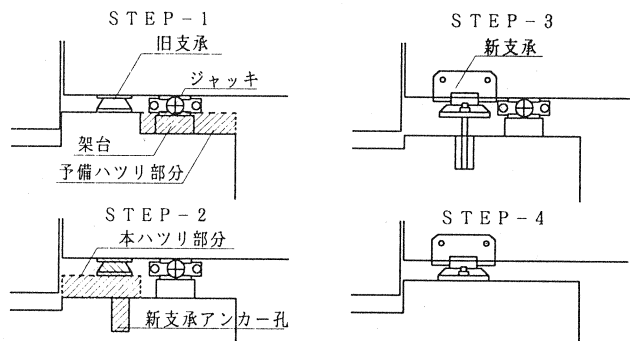 STEP-1
旧支承
ジャッキ
架台
予備ハツリ部分
STEP-2
本ハツリ部分
新支承アンカー孔
STEP-3
新支承
STEP-4